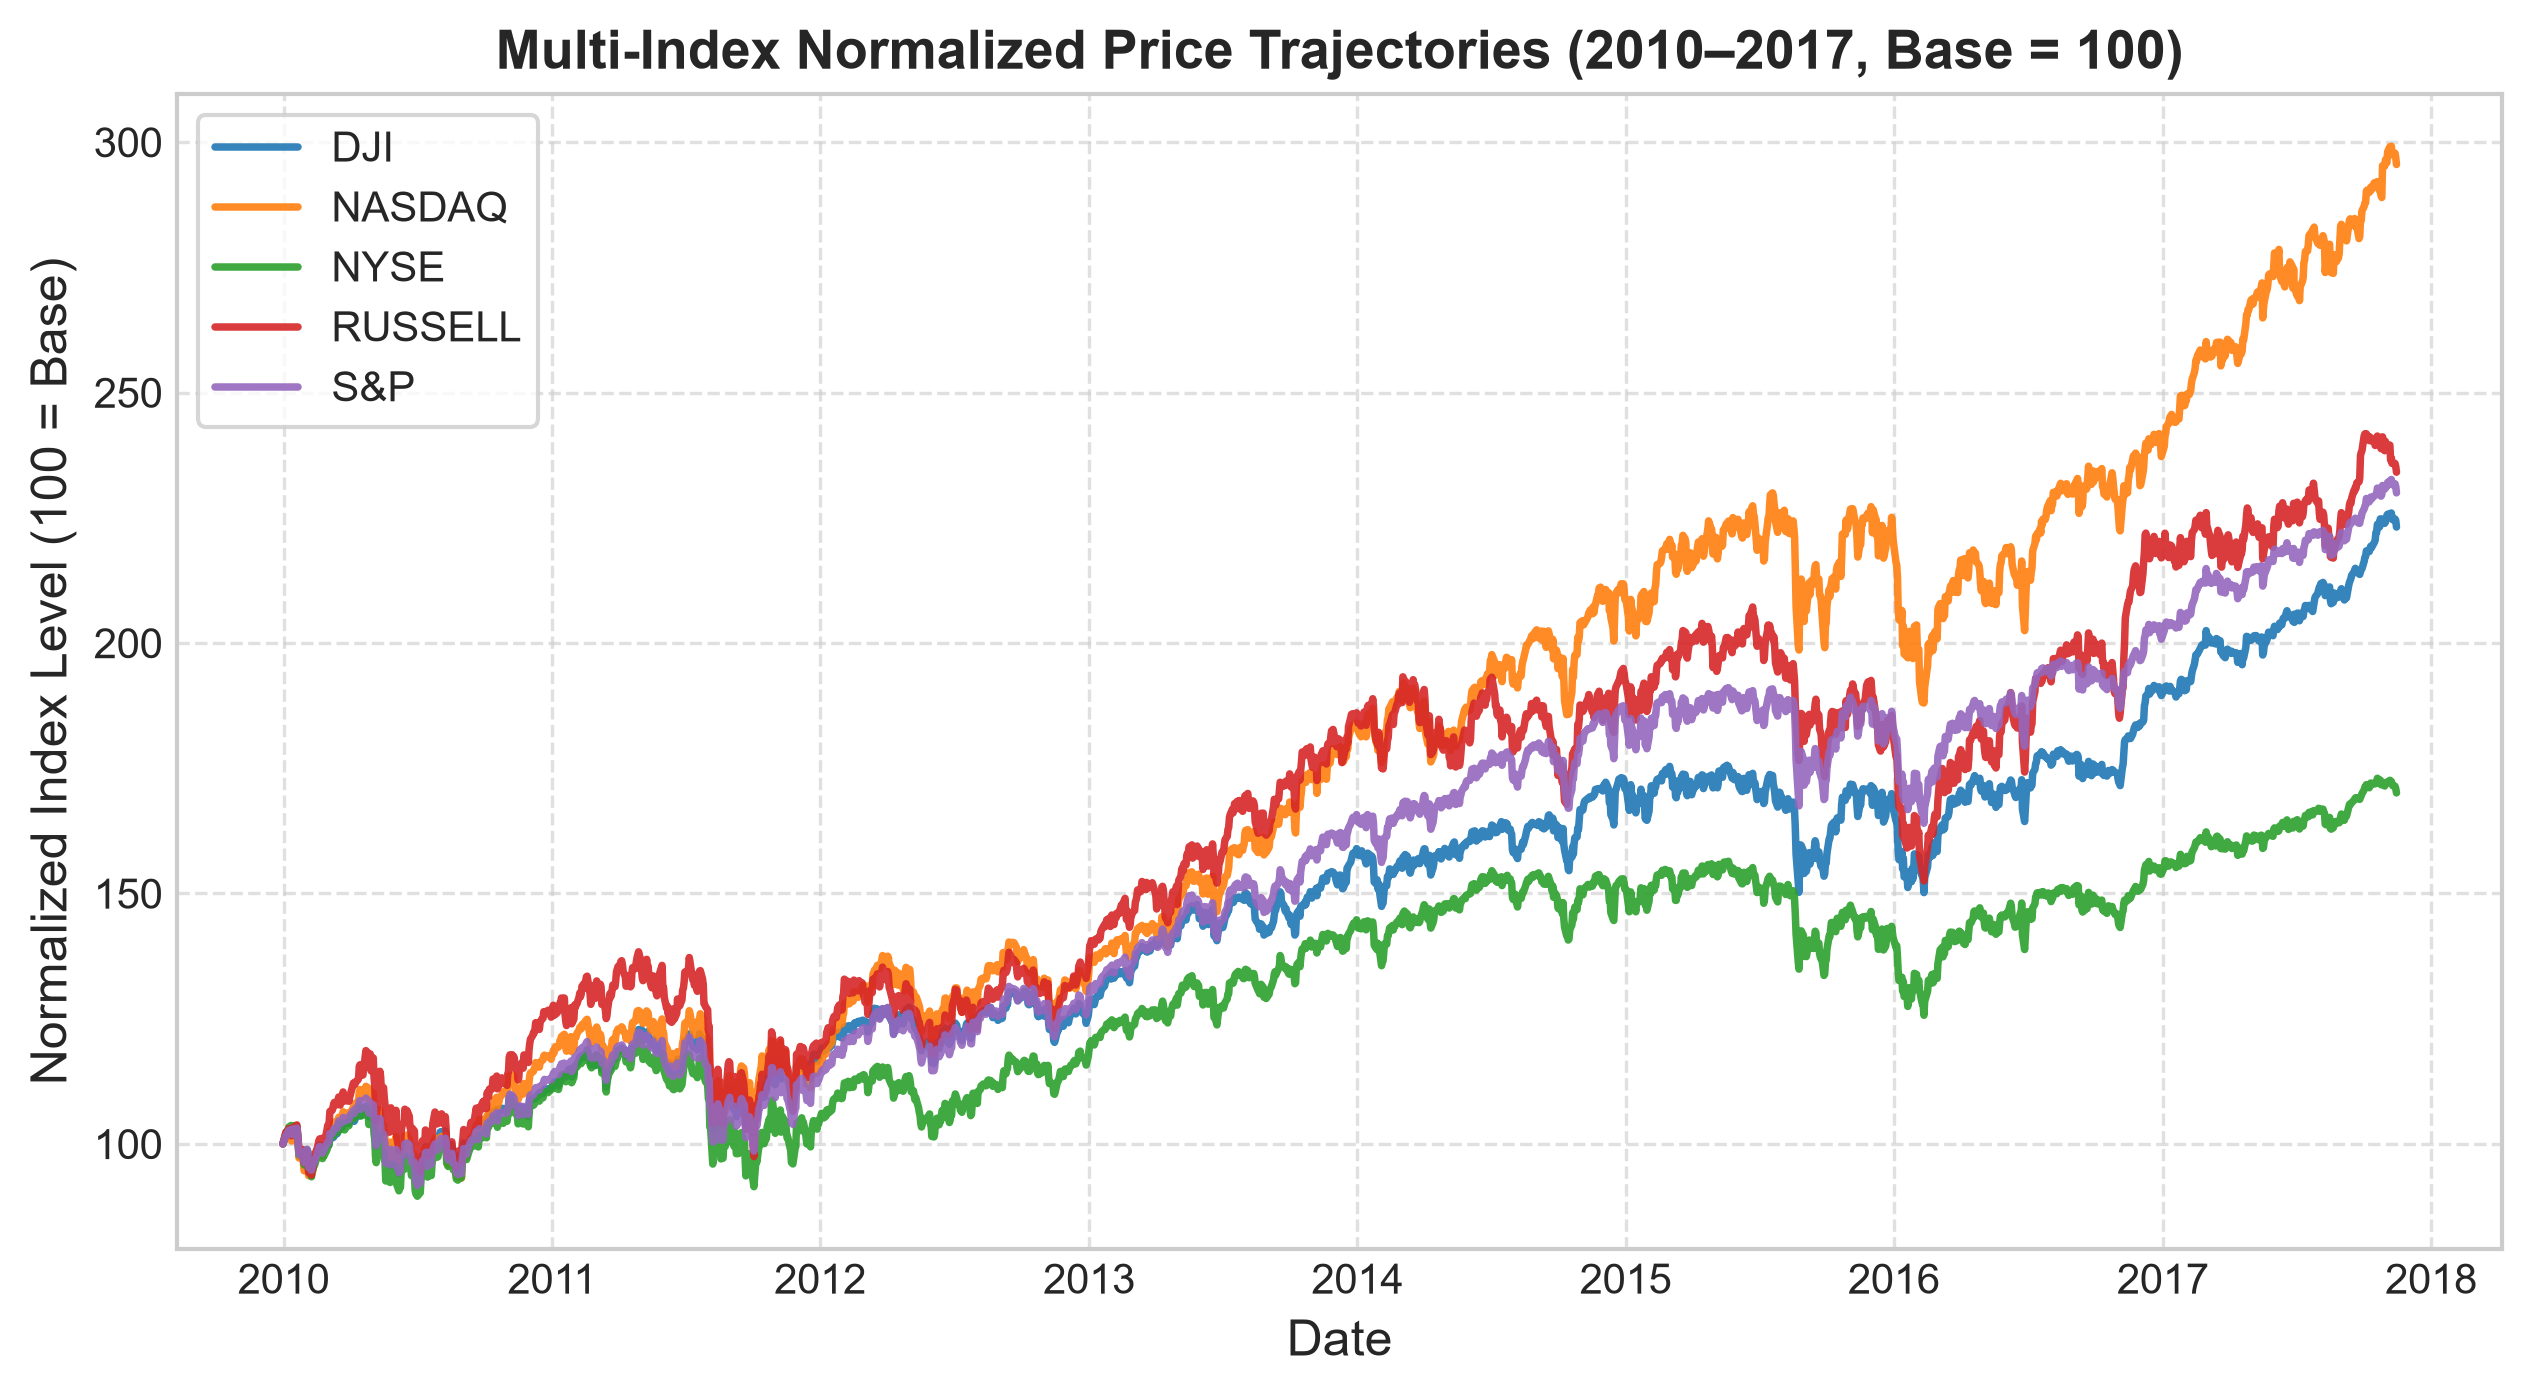 Multi-Index Normalized Price Trajectories (2010–2017, Base = 100)
Normalized Index Level (100 = Base)
300
250
200
150
100
DJI
NASDAQ
NYSE
RUSSELL
S&P
2010 2011 2012 2013 2014 2015 2016 2017 2018
Date